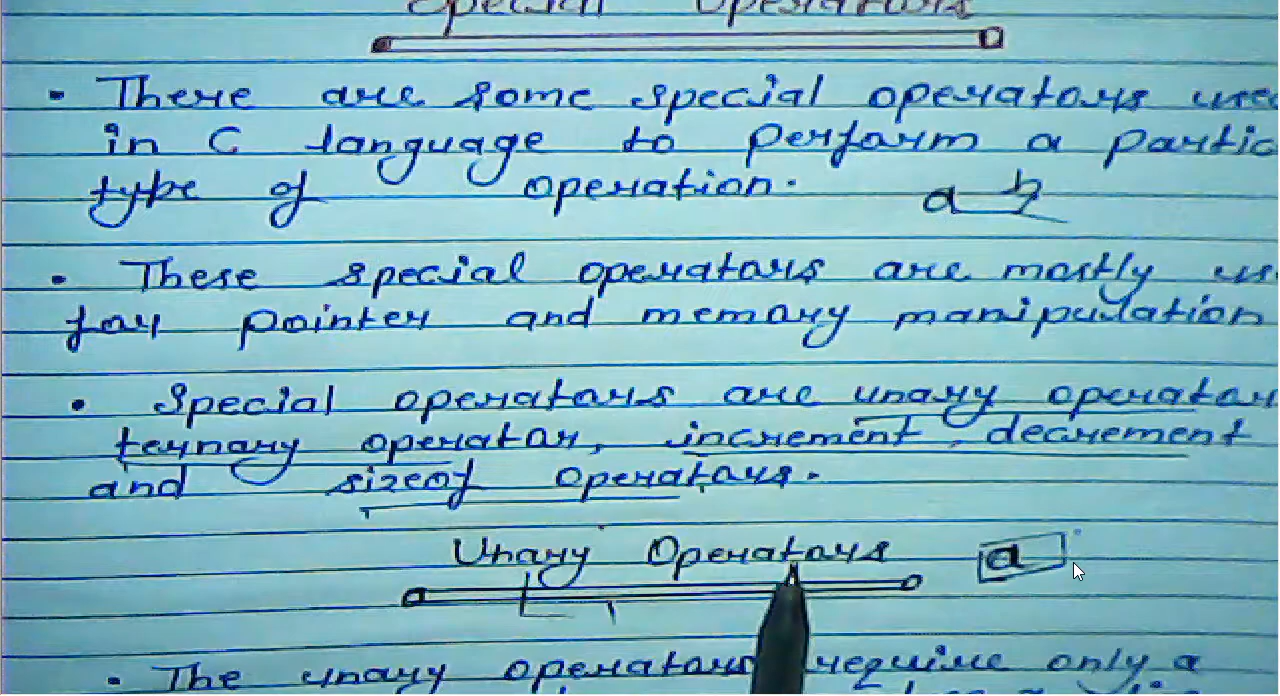 Special Operators
• There are some special operators used
in C language to perform a partic
type of operation.
a b
• These special operators are mostly us
for pointer and memory manipulation
• Special operators are unary operator
ternary operator, increment, decrement
and sizeof operators.
Unary Operators
a
• The unary operators require only a